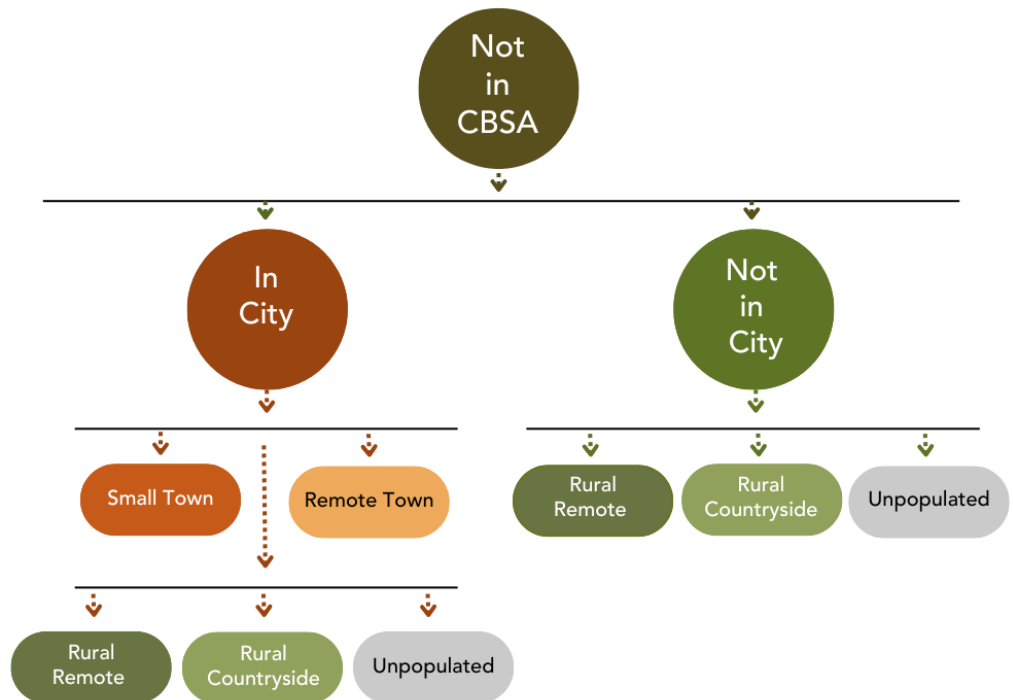 Not
in
CBSA
In
City
Not
in
City
Small Town
Remote Town
Rural
Remote
Rural
Countryside
Unpopulated
Rural
Remote
Rural
Countryside
Unpopulated